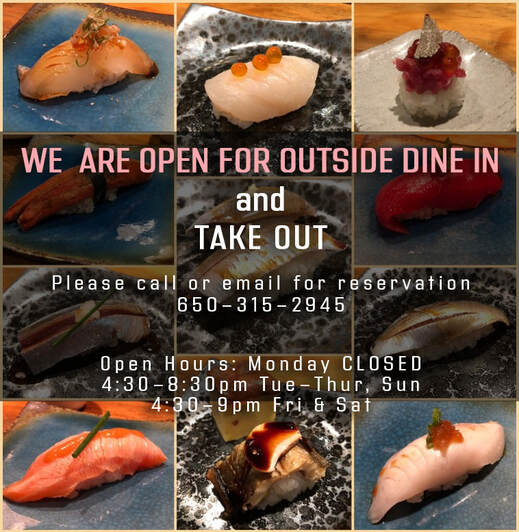 WE ARE OPEN FOR OUTSIDE DINE IN
and
TAKE OUT
Please call or email for reservation
650-315-2945
Open Hours: Monday CLOSED
4:30-8:30pm Tue-Thur, Sun
4:30-9pm Fri & Sat